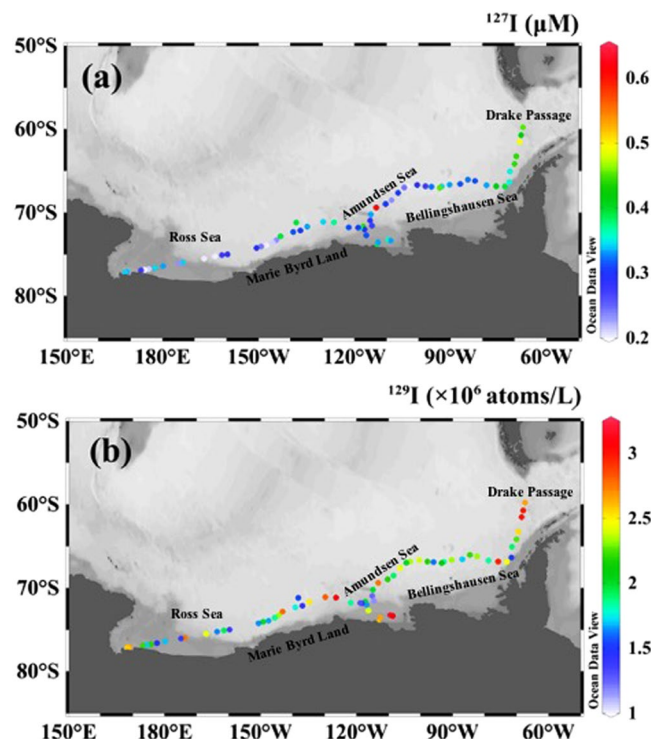 ¹²⁷I (µM)
50°S
(a)
0.6
Drake Passage
60°S
0.5
Amundsen Sea
70°S
Bellingshausen Sea
0.4
Ross Sea
Marie Byrd Land
0.3
80°S
0.2
Ocean Data View
150°E 180°W 150°W 120°W 90°W 60°W
¹²⁹I (×10⁶ atoms/L)
50°S
(b)
3
Drake Passage
60°S
2.5
Amundsen Sea
70°S
Bellingshausen Sea
2
Ross Sea
Marie Byrd Land
1.5
80°S
1
Ocean Data View
150°E 180°W 150°W 120°W 90°W 60°W